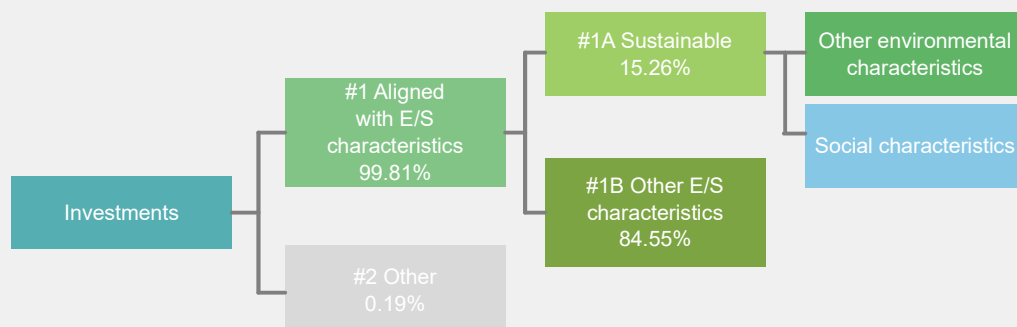 Investments
#1 Aligned
with E/S
characteristics
99.81%
#2 Other
0.19%
#1A Sustainable
15.26%
#1B Other E/S
characteristics
84.55%
Other environmental
characteristics
Social characteristics